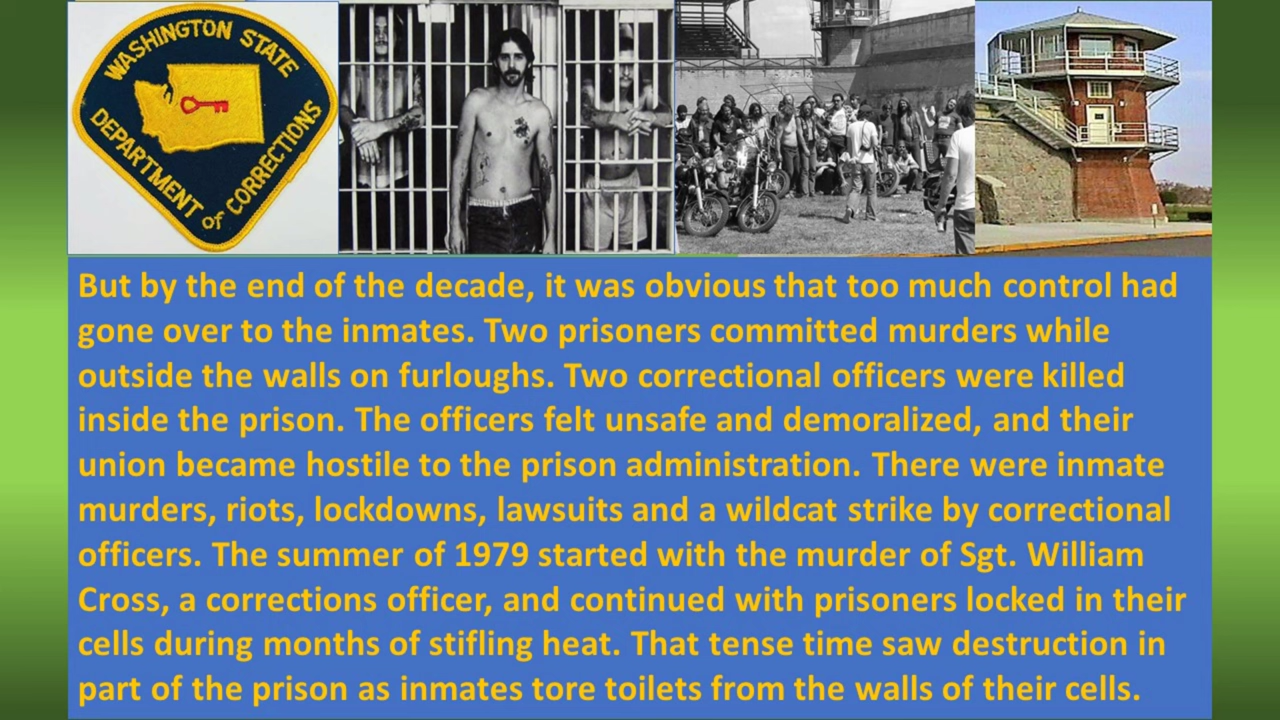 WASHINGTON STATE
DEPARTMENT of CORRECTIONS
But by the end of the decade, it was obvious that too much control had
gone over to the inmates. Two prisoners committed murders while
outside the walls on furloughs. Two correctional officers were killed
inside the prison. The officers felt unsafe and demoralized, and their
union became hostile to the prison administration. There were inmate
murders, riots, lockdowns, lawsuits and a wildcat strike by correctional
officers. The summer of 1979 started with the murder of Sgt. William
Cross, a corrections officer, and continued with prisoners locked in their
cells during months of stifling heat. That tense time saw destruction in
part of the prison as inmates tore toilets from the walls of their cells.